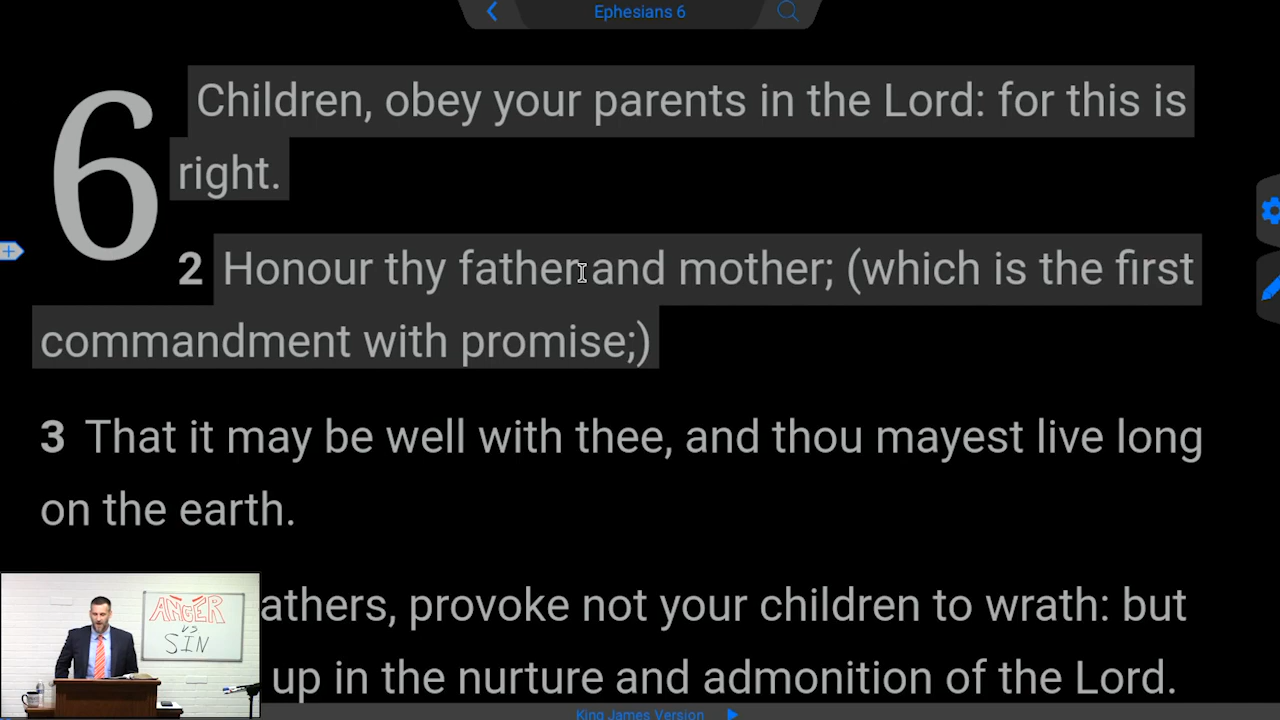 Ephesians 6
6 Children, obey your parents in the Lord: for this is
right.
2 Honour thy father and mother; (which is the first
commandment with promise;)
3 That it may be well with thee, and thou mayest live long
on the earth.
athers, provoke not your children to wrath: but
up in the nurture and admonition of the Lord.
ANGER
VS
SIN
King James Version